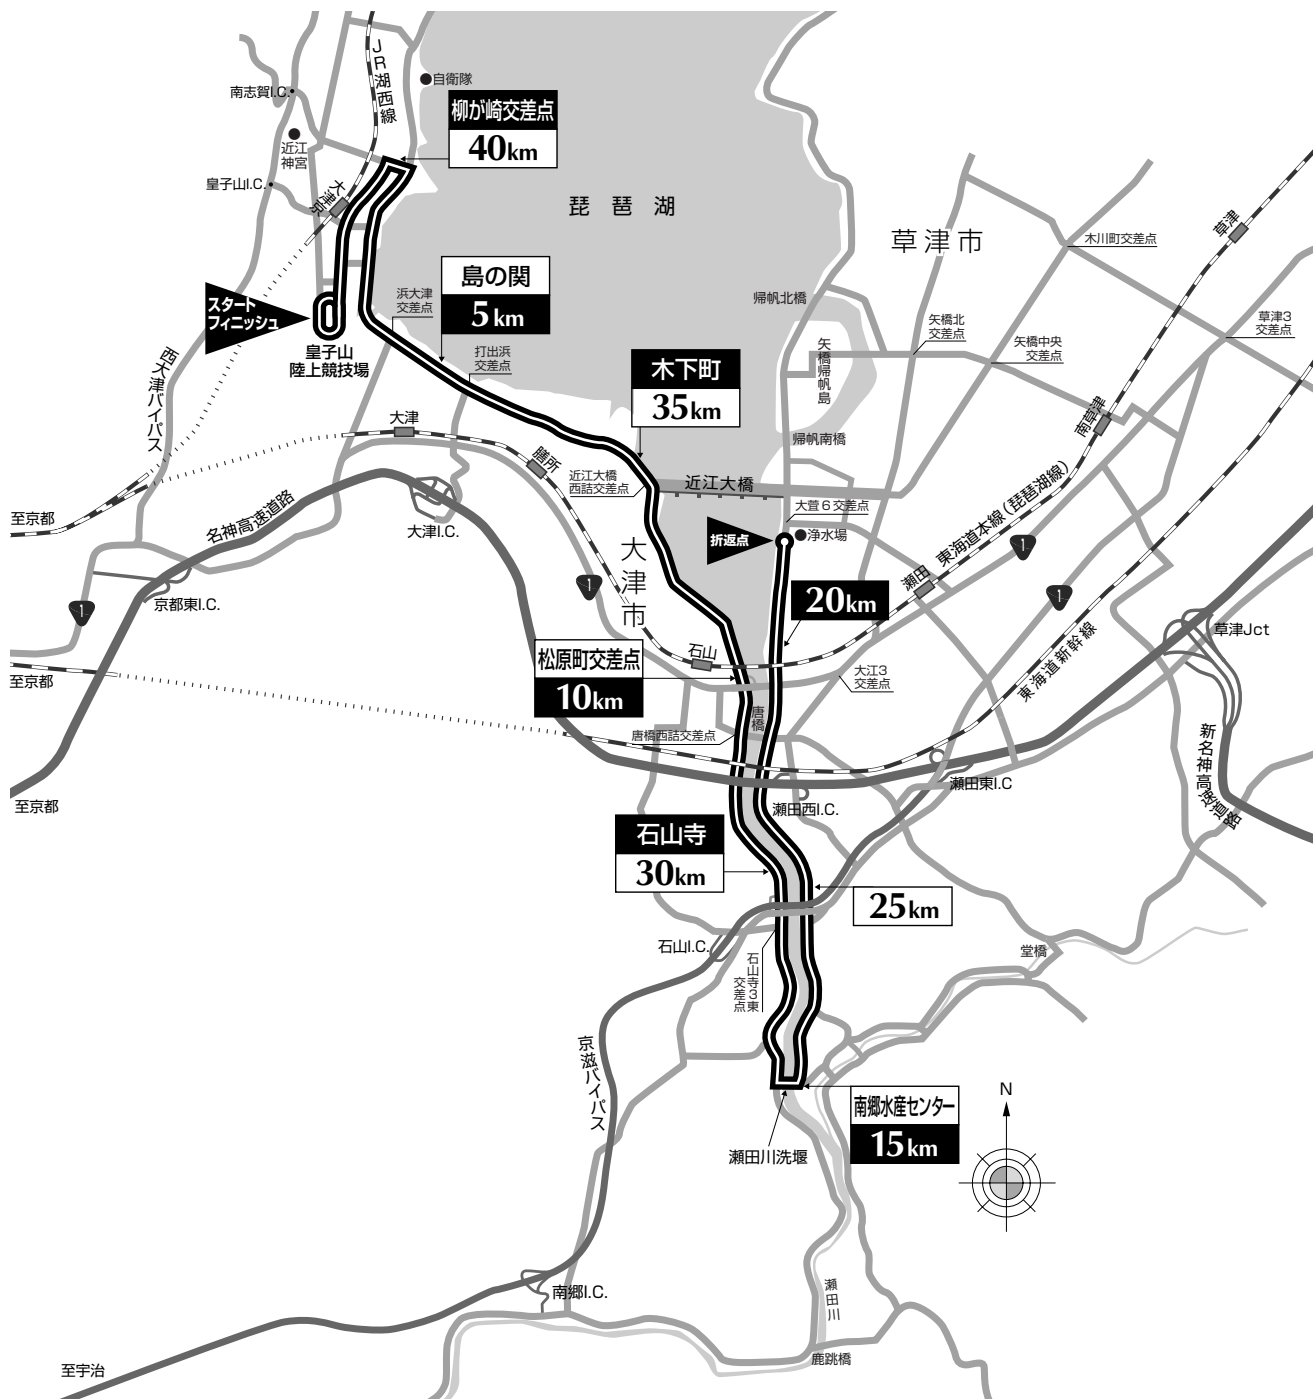 JR湖西線
自衛隊
南志賀I.C.
柳が崎交差点
40km
近江
神宮
皇子山I.C.
大津京
琵琶湖
草津市
草津
木川町交差点
島の関
5km
浜大津
交差点
スタート
フィニッシュ
皇子山
陸上競技場
打出浜
交差点
帰帆北橋
矢橋帰帆島
矢橋北
交差点
矢橋中央
交差点
草津3
交差点
西大津バイパス
木下町
35km
南草津
大津
膳所
帰帆南橋
近江大橋
西詰交差点
近江大橋
大萱6交差点
至京都
名神高速道路
大津I.C.
折返点
浄水場
東海道本線(琵琶湖線)
1
大津市
1
瀬田
1
1
京都東I.C.
20km
石山
松原町交差点
10km
草津Jct
至京都
大江3
交差点
東海道新幹線
唐橋
唐橋西詰交差点
新名神高速道路
至京都
瀬田西I.C.
瀬田東I.C
石山寺
30km
25km
石山I.C.
石山寺3東
交差点
堂橋
京滋バイパス
南郷水産センター
15km
瀬田川洗堰
N
南郷I.C.
瀬田川
鹿跳橋
至宇治